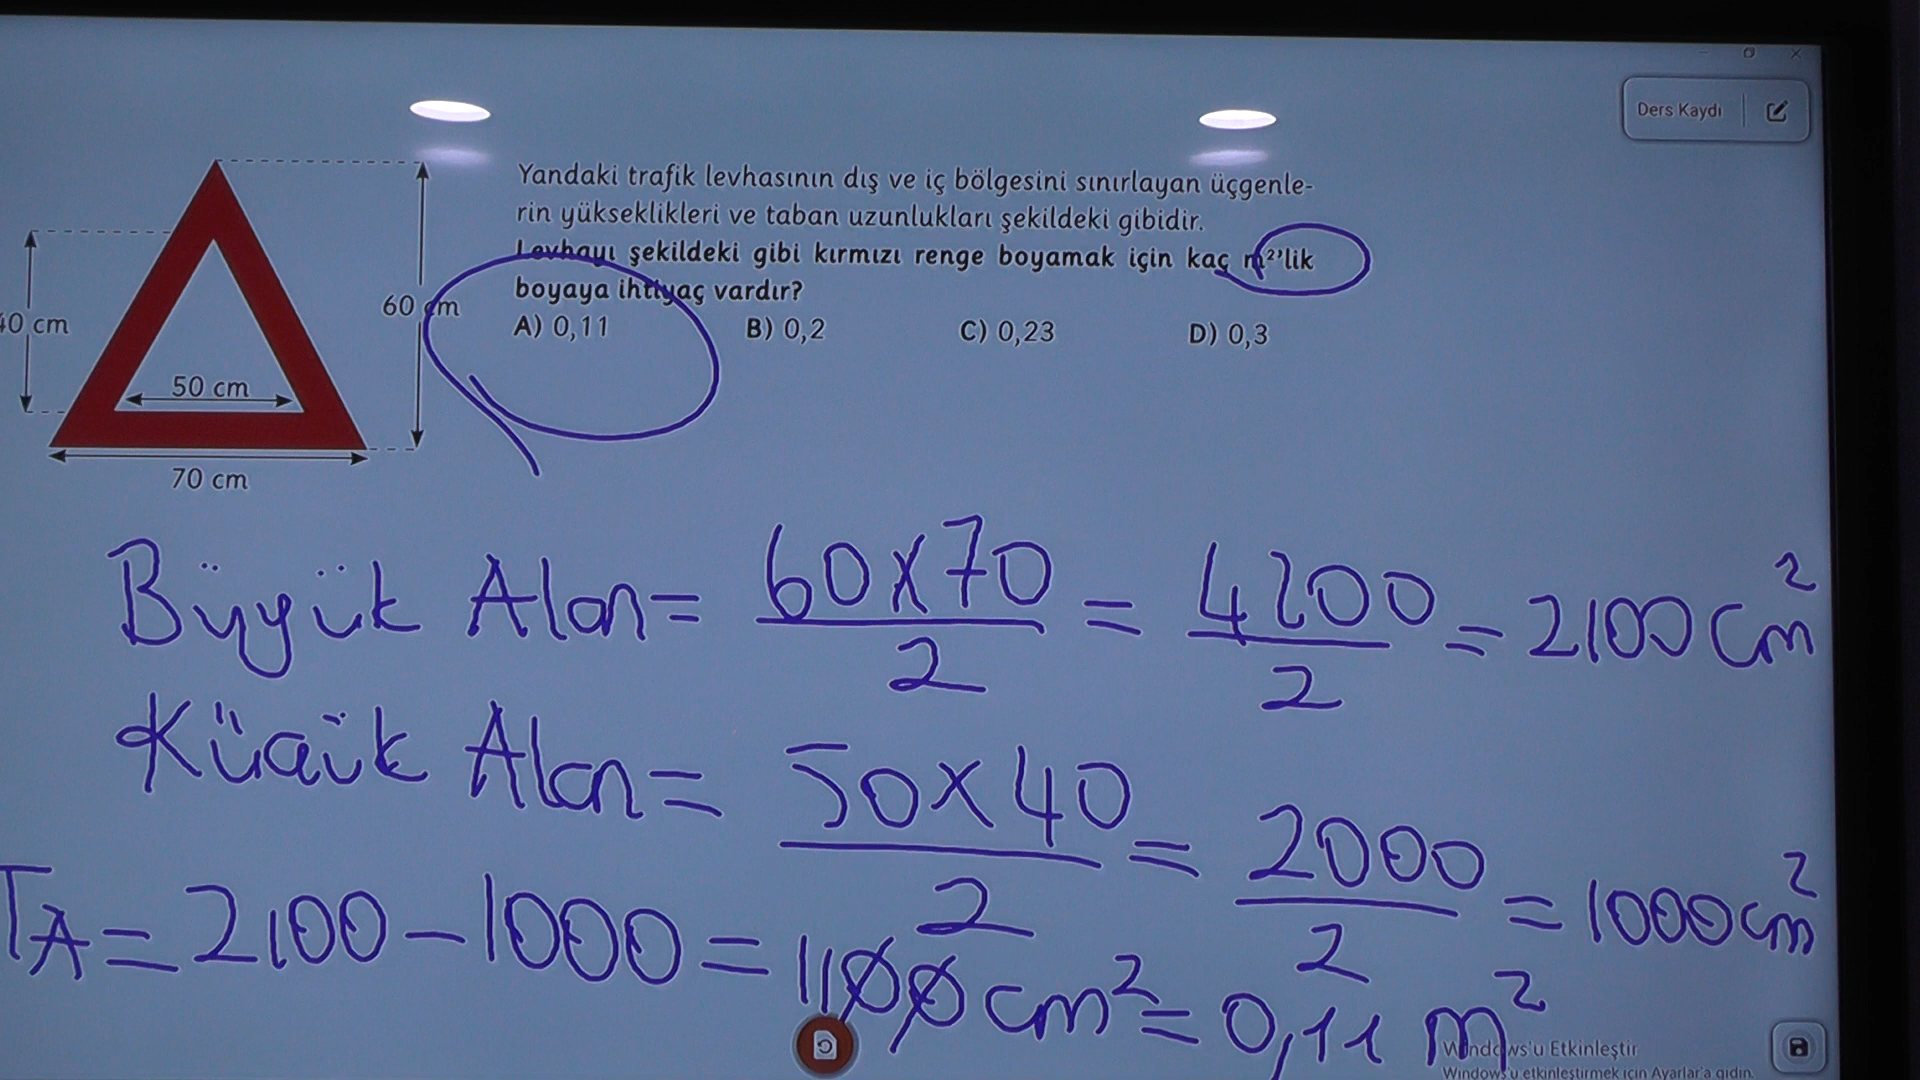 Ders Kaydı
Yandaki trafik levhasının dış ve iç bölgesini sınırlayan üçgenle-
rin yükseklikleri ve taban uzunlukları şekildeki gibidir.
Levhayı şekildeki gibi kırmızı renge boyamak için kaç m²'lik
boyaya ihtiyaç vardır?
A) 0,11 B) 0,2 C) 0,23 D) 0,3
60 cm
40 cm
50 cm
70 cm
Büyük Alan = 60x70/2 = 4200/2 = 2100 cm²
Küçük Alan = 50x40/2 = 2000/2 = 1000 cm²
TA = 2100 - 1000 = 1100 cm² = 0,11 m²
Windows'u Etkinleştir
Windows'u etkinleştirmek için Ayarlar'a gidin.